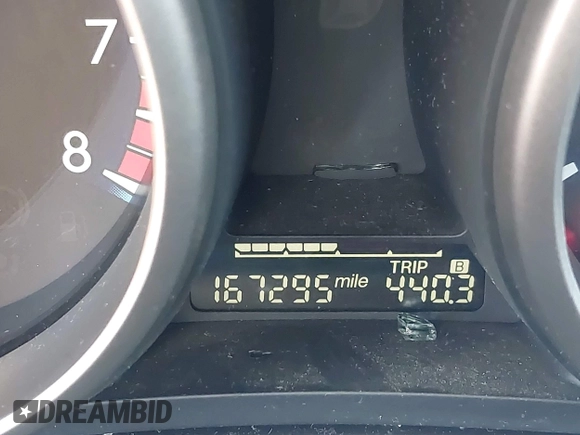 7
8
TRIP B
167295 mile 440.3
DREAMBID